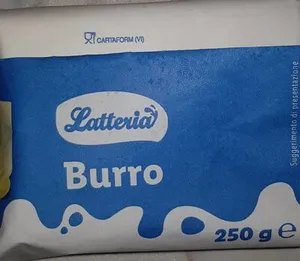 CARTAFORM (VI)
Latteria
Burro
250 g e
Suggerimento di presentazione